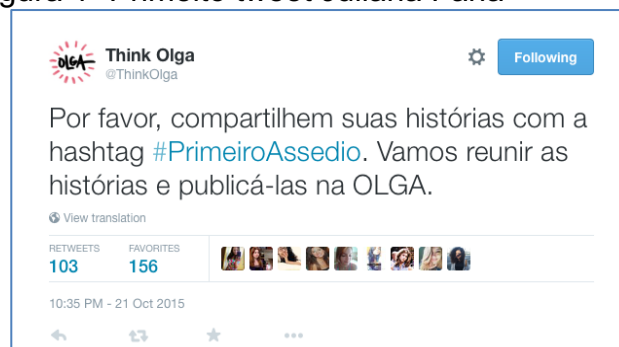 Think Olga
@ThinkOlga
Following
Por favor, compartilhem suas histórias com a
hashtag #PrimeiroAssedio. Vamos reunir as
histórias e publicá-las na OLGA.
View translation
RETWEETS FAVORITES
103 156
10:35 PM - 21 Oct 2015